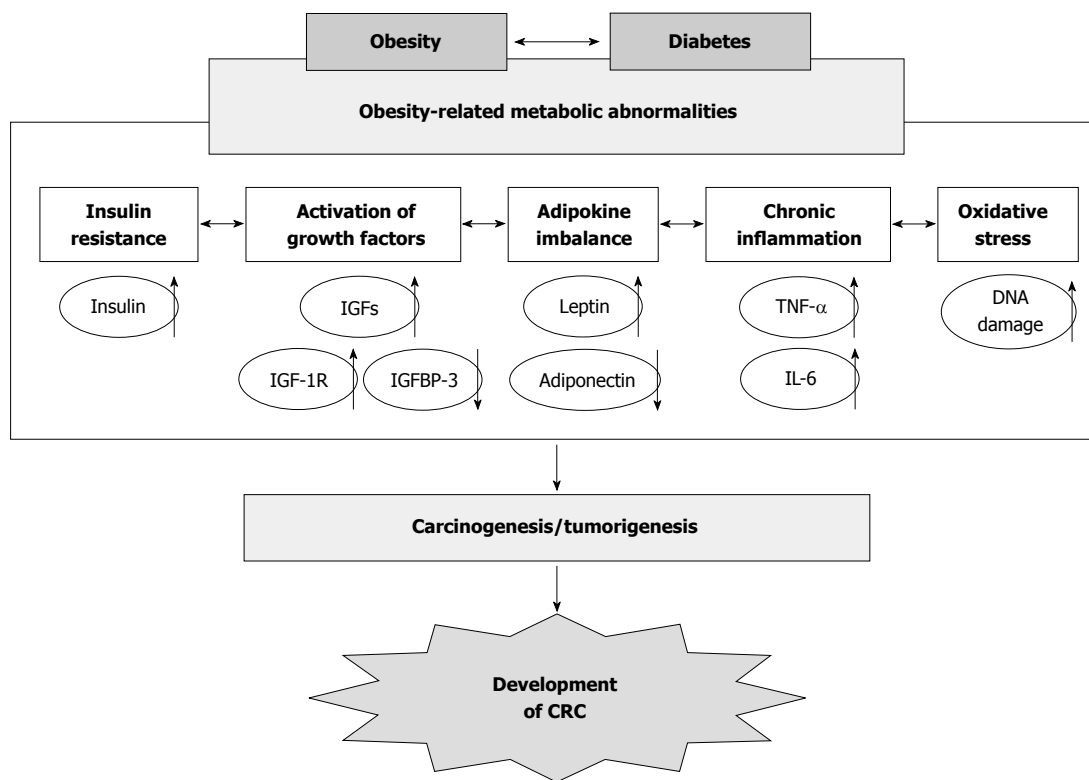 Obesity
Diabetes
Obesity-related metabolic abnormalities
Insulin
resistance
Activation of
growth factors
Adipokine
imbalance
Chronic
inflammation
Oxidative
stress
Insulin
IGFs
IGF-1R
IGFBP-3
Leptin
Adiponectin
TNF-α
IL-6
DNA
damage
Carcinogenesis/tumorigenesis
Development
of CRC